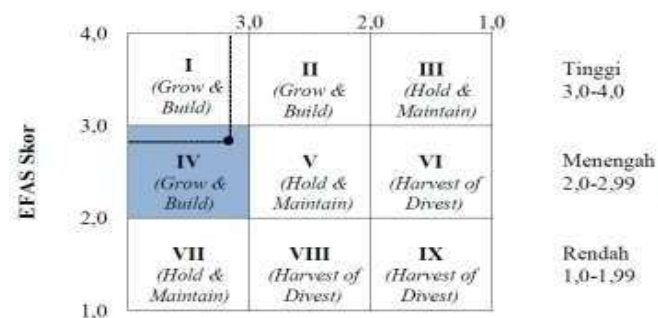 3,0 2,0 1,0
4,0
I II III Tinggi
(Grow & (Grow & (Hold & 3,0-4,0
Build) Build) Maintain)
3,0
EFAS Skor
IV V VI Menengah
(Grow & (Hold & (Harvest of 2,0-2,99
Build) Maintain) Divest)
2,0
VII VIII IX Rendah
(Hold & (Harvest of (Harvest of 1,0-1,99
Maintain) Divest) Divest)
1,0